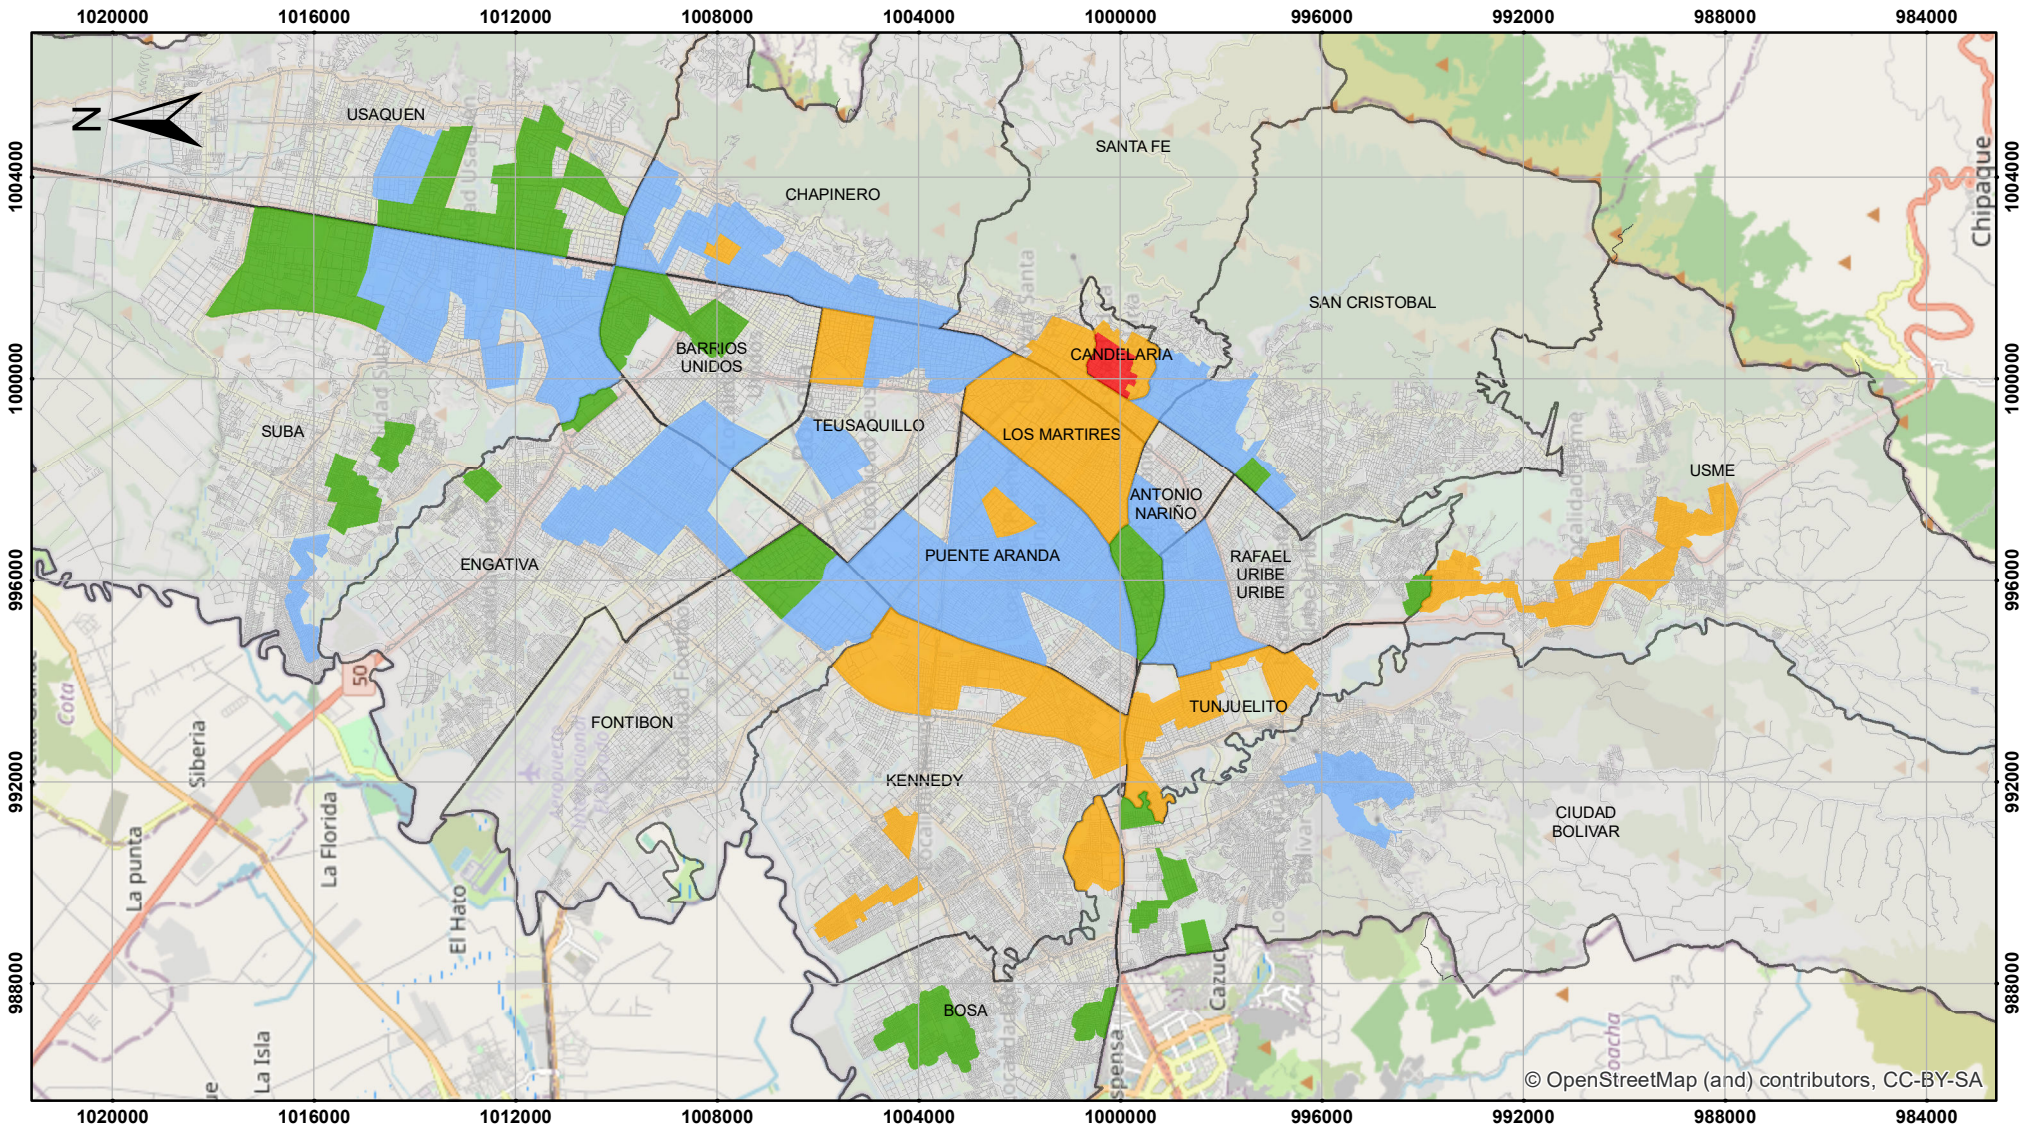 1020000 1016000 1012000 1008000 1004000 1000000 996000 992000 988000 984000
N
USAQUEN
SANTA FE
CHAPINERO
1004000
1004000
Chipaque
SAN CRISTOBAL
BARRIOS
UNIDOS
CANDELARIA
1000000
1000000
SUBA
TEUSAQUILLO
LOS MARTIRES
USME
ANTONIO
NARIÑO
ENGATIVA
PUENTE ARANDA
RAFAEL
URIBE
URIBE
996000
996000
50
Cota
Siberia
FONTIBON
Aeropuerto
Internacional
TUNJUELITO
KENNEDY
992000
992000
CIUDAD
BOLIVAR
La punta
La Florida
El Hato
988000
988000
BOSA
La Isla
© OpenStreetMap (and) contributors, CC-BY-SA
1020000 1016000 1012000 1008000 1004000 1000000 996000 992000 988000 984000